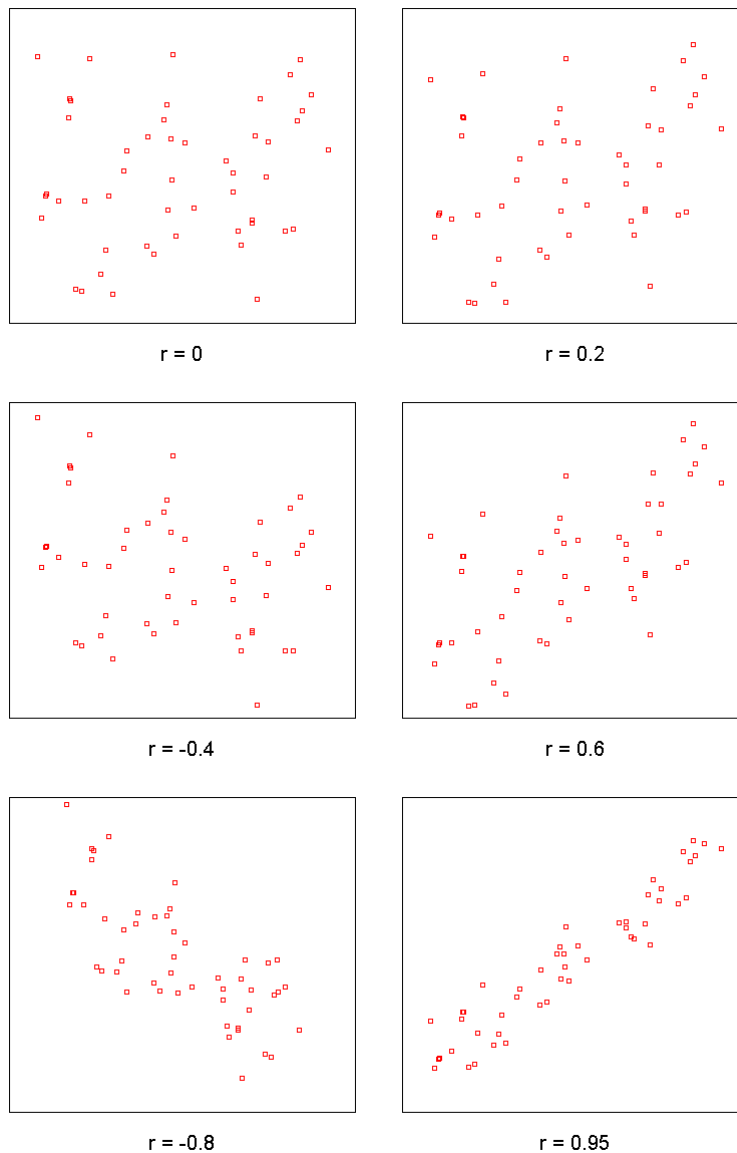 r = 0
r = 0.2
r = -0.4
r = 0.6
r = -0.8
r = 0.95